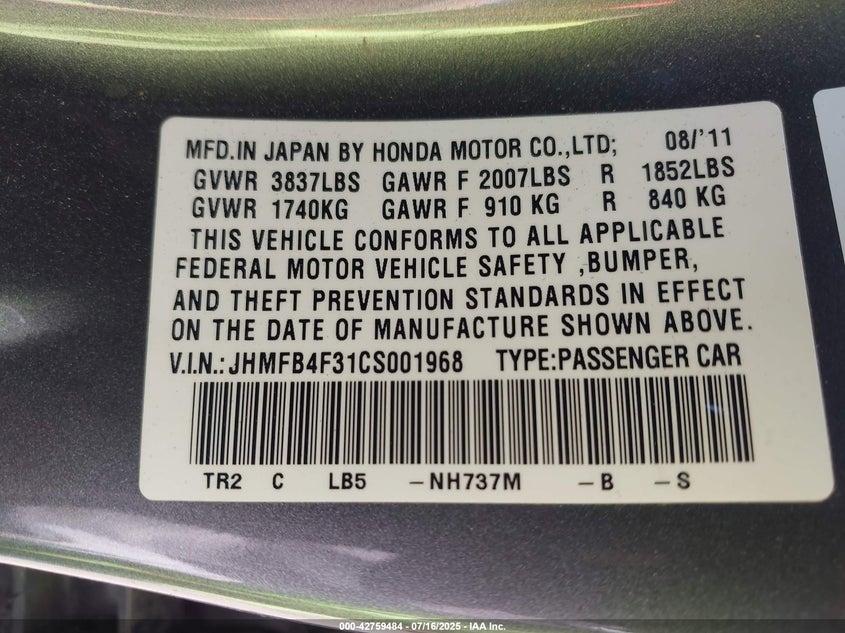 MFD.IN JAPAN BY HONDA MOTOR CO.,LTD; 08/'11
GVWR 3837LBS GAWR F 2007LBS R 1852LBS
GVWR 1740KG GAWR F 910 KG R 840 KG
THIS VEHICLE CONFORMS TO ALL APPLICABLE
FEDERAL MOTOR VEHICLE SAFETY ,BUMPER,
AND THEFT PREVENTION STANDARDS IN EFFECT
ON THE DATE OF MANUFACTURE SHOWN ABOVE.
V.I.N.: JHMFB4F31CS001968 TYPE:PASSENGER CAR
TR2 C LB5 –NH737M –B –S
000-42759484 - 07/16/2025 - IAA Inc.